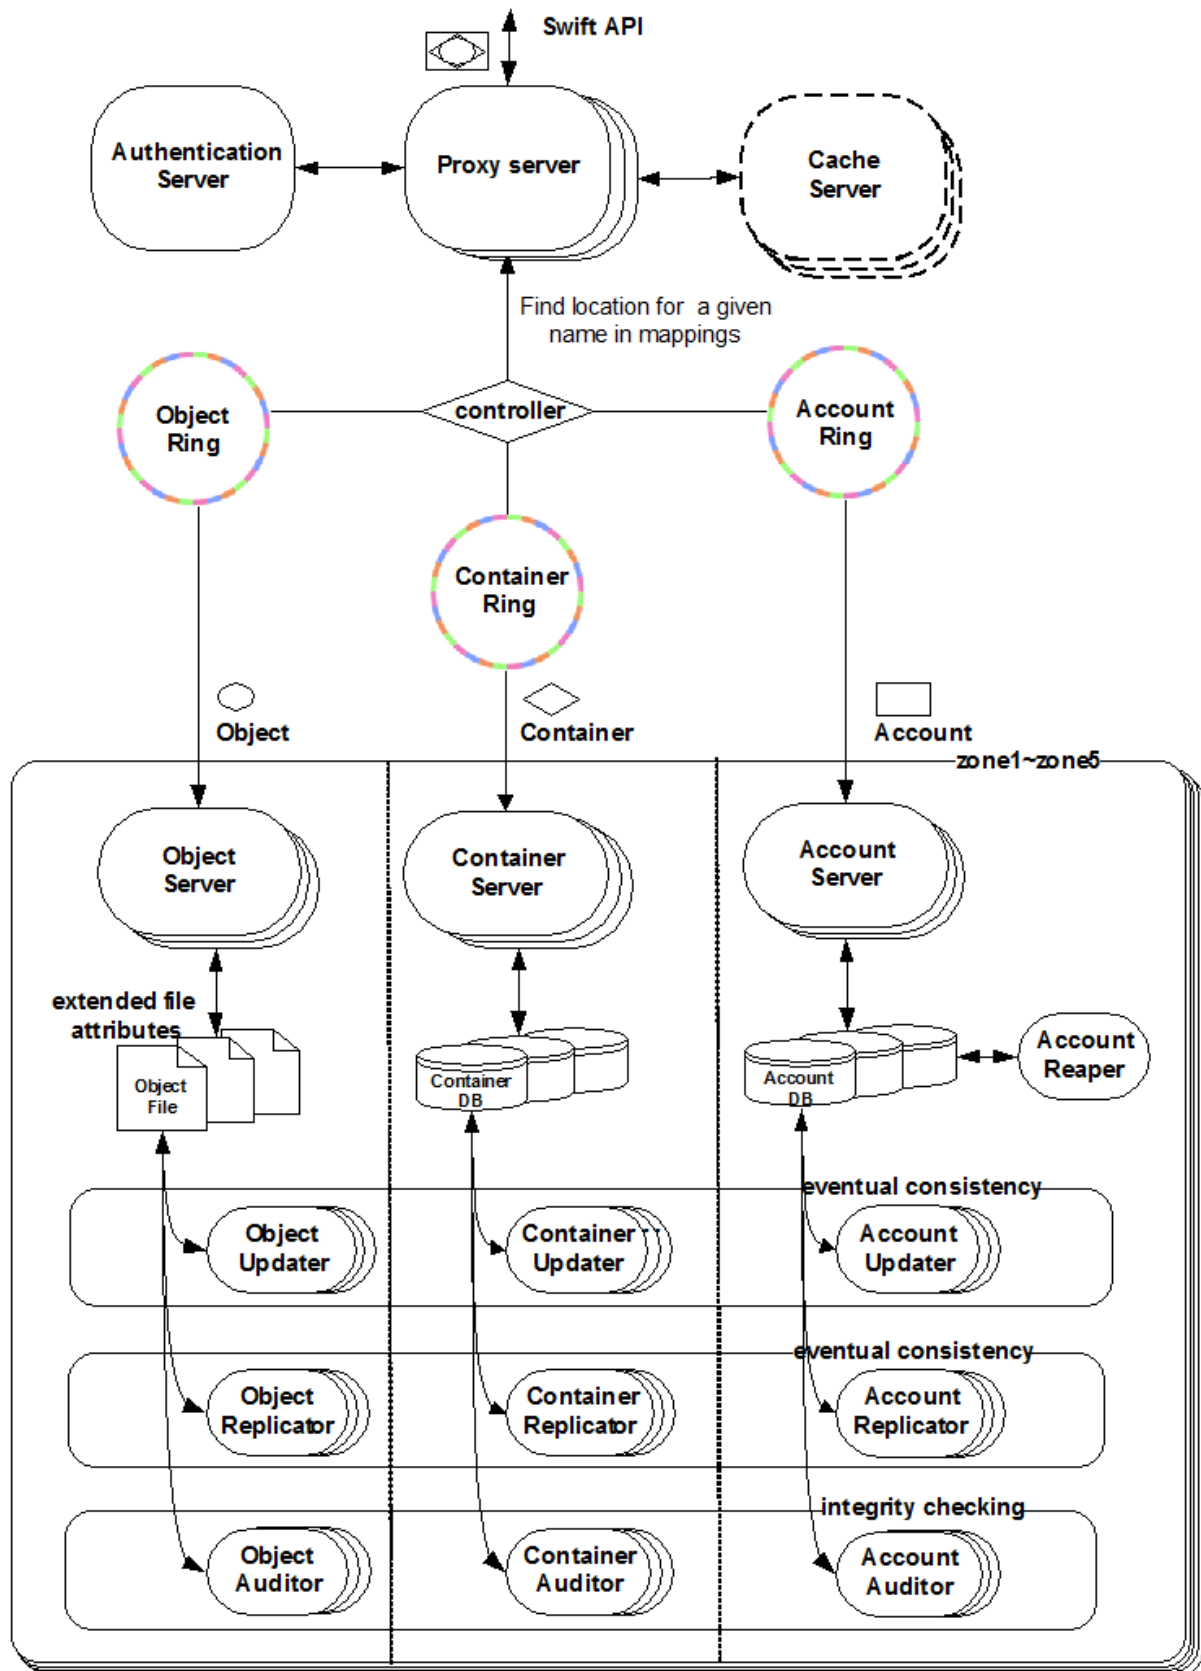 Swift API
Authentication
Server
Proxy server
Cache
Server
Find location for a given
name in mappings
Object
Ring
controller
Account
Ring
Container
Ring
Object
Container
Account
zone1~zone5
Object
Server
Container
Server
Account
Server
extended file
attributes
Object
File
Container
DB
Account
DB
Account
Reaper
eventual consistency
Object
Updater
Container
Updater
Account
Updater
eventual consistency
Object
Replicator
Container
Replicator
Account
Replicator
integrity checking
Object
Auditor
Container
Auditor
Account
Auditor